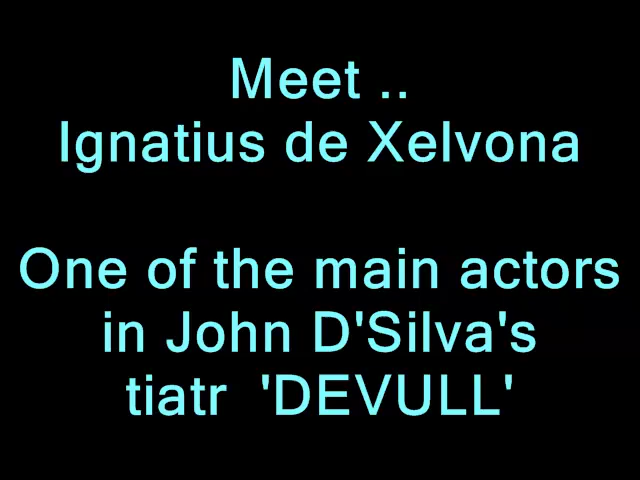 Meet ..
Ignatius de Xelvona
One of the main actors
in John D'Silva's
tiatr 'DEVULL'